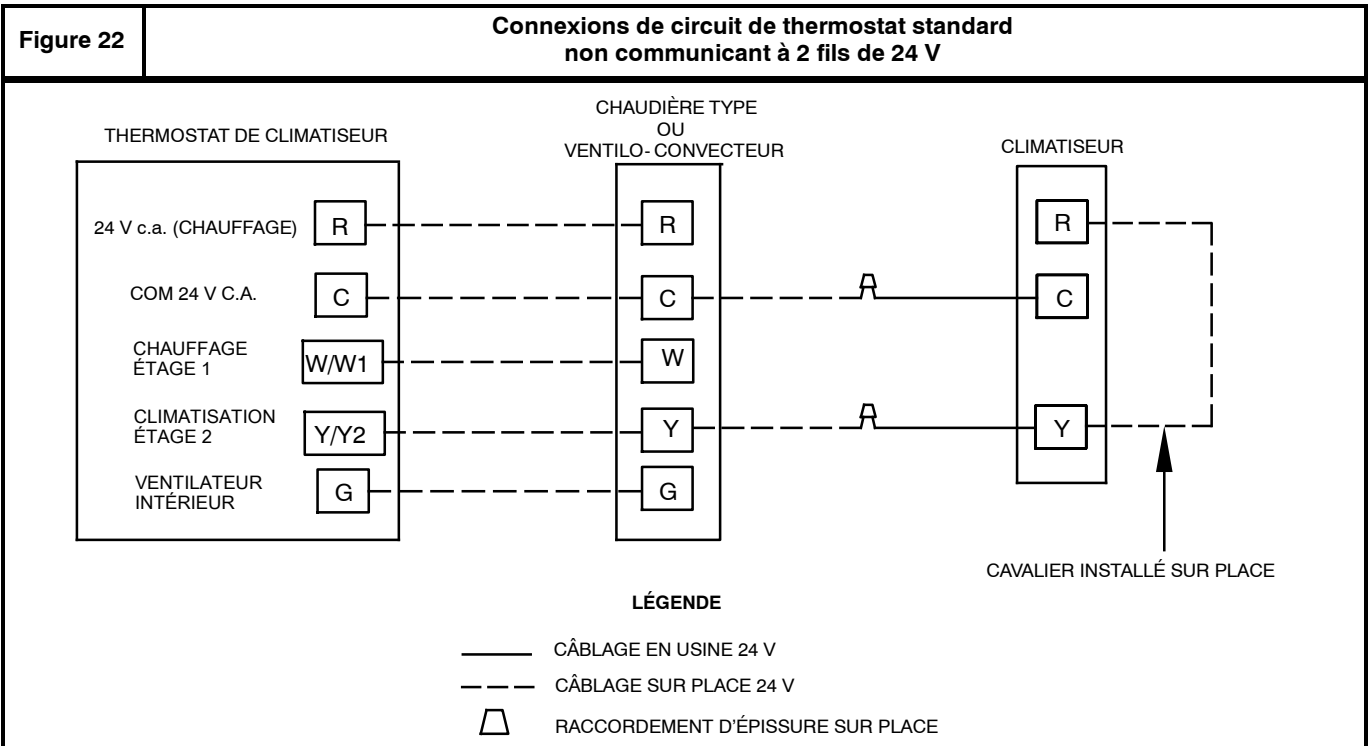 Figure 22
Connexions de circuit de thermostat standard
non communicant à 2 fils de 24 V
CHAUDIÈRE TYPE
OU
VENTILO- CONVECTEUR
THERMOSTAT DE CLIMATISEUR
CLIMATISEUR
24 V c.a. (CHAUFFAGE) R R R
COM 24 V C.A. C C C
CHAUFFAGE
ÉTAGE 1
W/W1 W
CLIMATISATION
ÉTAGE 2
Y/Y2 Y Y
VENTILATEUR
INTÉRIEUR
G G
CAVALIER INSTALLÉ SUR PLACE
LÉGENDE
CÂBLAGE EN USINE 24 V
CÂBLAGE SUR PLACE 24 V
RACCORDEMENT D'ÉPISSURE SUR PLACE